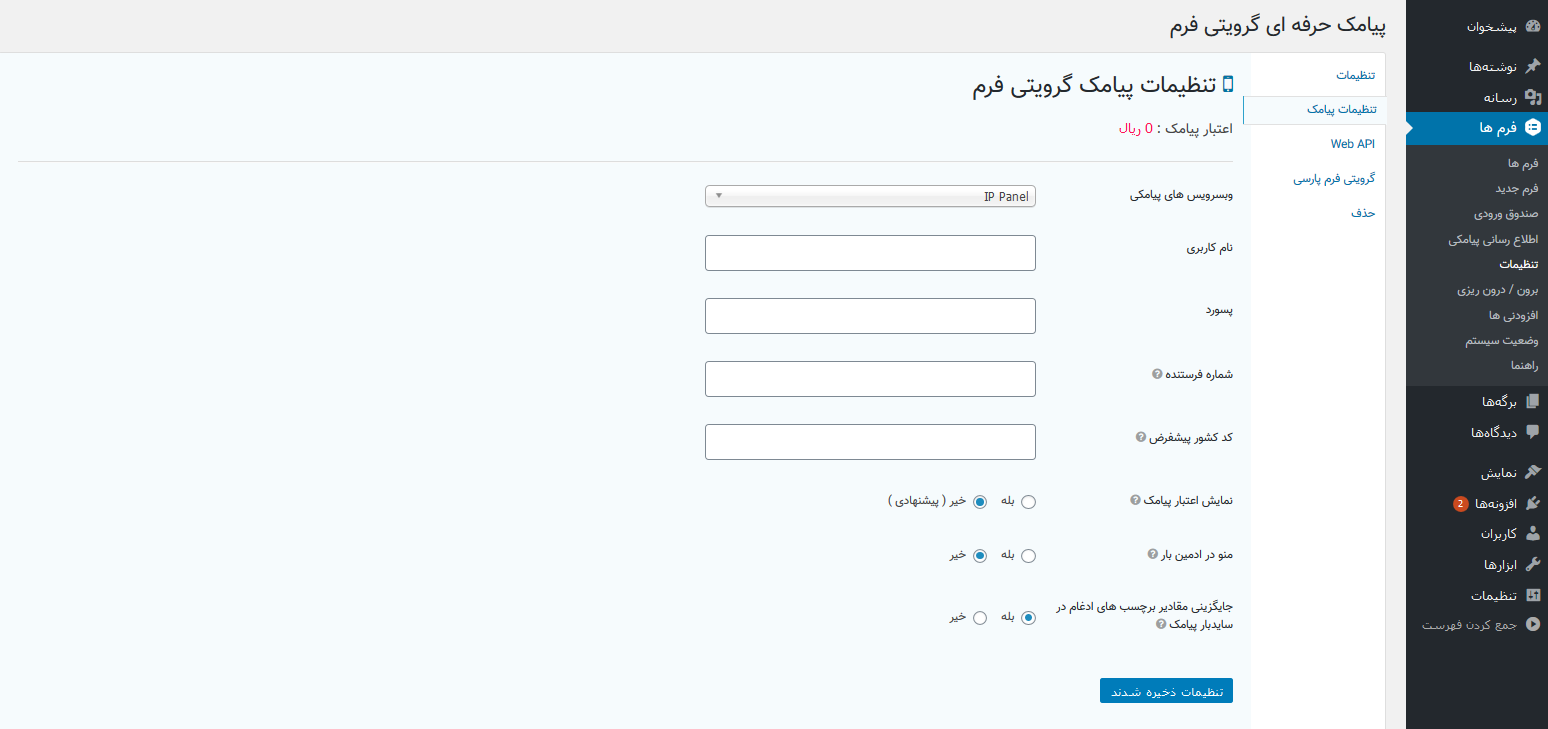 پیشخوان
نوشته‌ها
رسانه
فرم ها
فرم ها
فرم جدید
صندوق ورودی
اطلاع رسانی پیامکی
تنظیمات
برون / درون ریزی
افزودنی ها
وضعیت سیستم
راهنما
برگه‌ها
دیدگاه‌ها
نمایش
افزونه‌ها 2
کاربران
ابزارها
تنظیمات
جمع کردن فهرست
پیامک حرفه ای گرویتی فرم
تنظیمات
تنظیمات پیامک
Web API
گرویتی فرم پارسی
حذف
تنظیمات پیامک گرویتی فرم
اعتبار پیامک : 0 ریال
وبسرویس های پیامکی IP Panel
نام کاربری
پسورد
شماره فرستنده
کد کشور پیشفرض
نمایش اعتبار پیامک بله خیر ( پیشنهادی )
منو در ادمین بار بله خیر
جایگزینی مقادیر برچسب های ادغام در
سایدبار پیامک بله خیر
تنظیمات ذخیره شدند